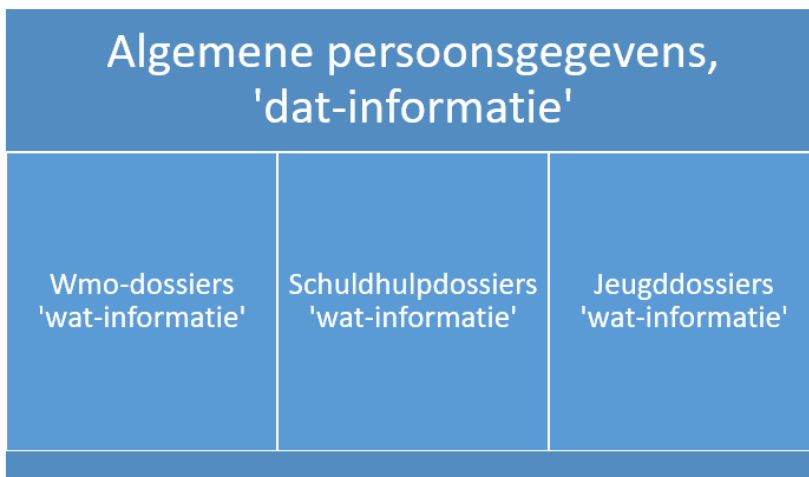 Algemene persoonsgegevens,
'dat-informatie'
Wmo-dossiers
'wat-informatie'
Schuldhulpdossiers
'wat-informatie'
Jeugddossiers
'wat-informatie'